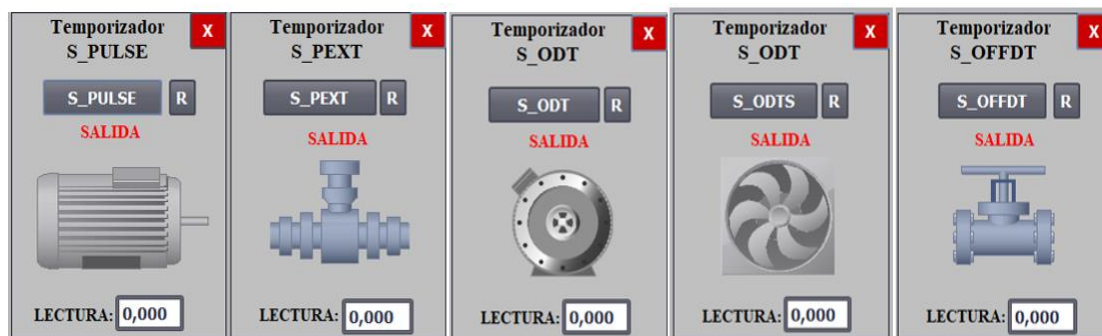 Temporizador
S_PULSE
X
S_PULSE R
SALIDA
LECTURA: 0,000
Temporizador
S_PEXT
X
S_PEXT R
SALIDA
LECTURA: 0,000
Temporizador
S_ODT
X
S_ODT R
SALIDA
LECTURA: 0,000
Temporizador
S_ODT
X
S_ODTS R
SALIDA
LECTURA: 0,000
Temporizador
S_OFFDT
X
S_OFFDT R
SALIDA
LECTURA: 0,000